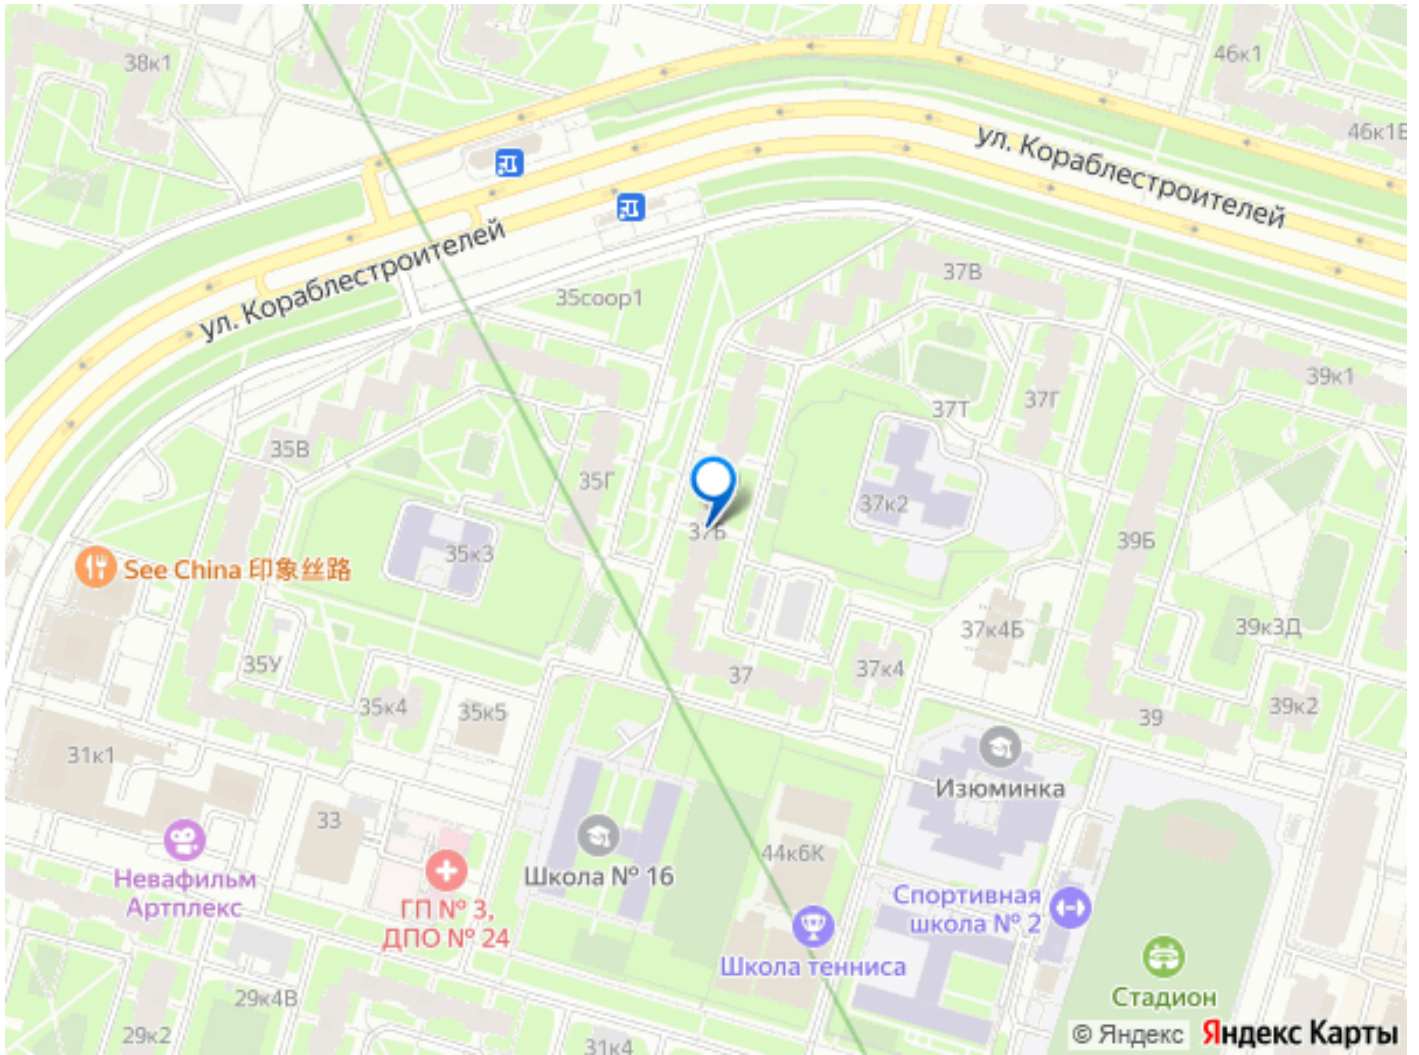 38к1
46к1
46к1Е
ул. Кораблестроителей
ул. Кораблестроителей
37В
35соор1
39к1
37Г
37Т
35В
35Г
37к2
37Б
39Б
35к3
See China 印象丝路
37к4Б
39к3Д
35У
37
37к4
35к4
35к5
39
39к2
31к1
Изюминка
33
44к6К
Школа № 16
Невафильм
Артплекс
ГП № 3,
ДПО № 24
Спортивная
школа № 2
Школа тенниса
Стадион
29к4В
29к2
31к4
© Яндекс Яндекс Карты